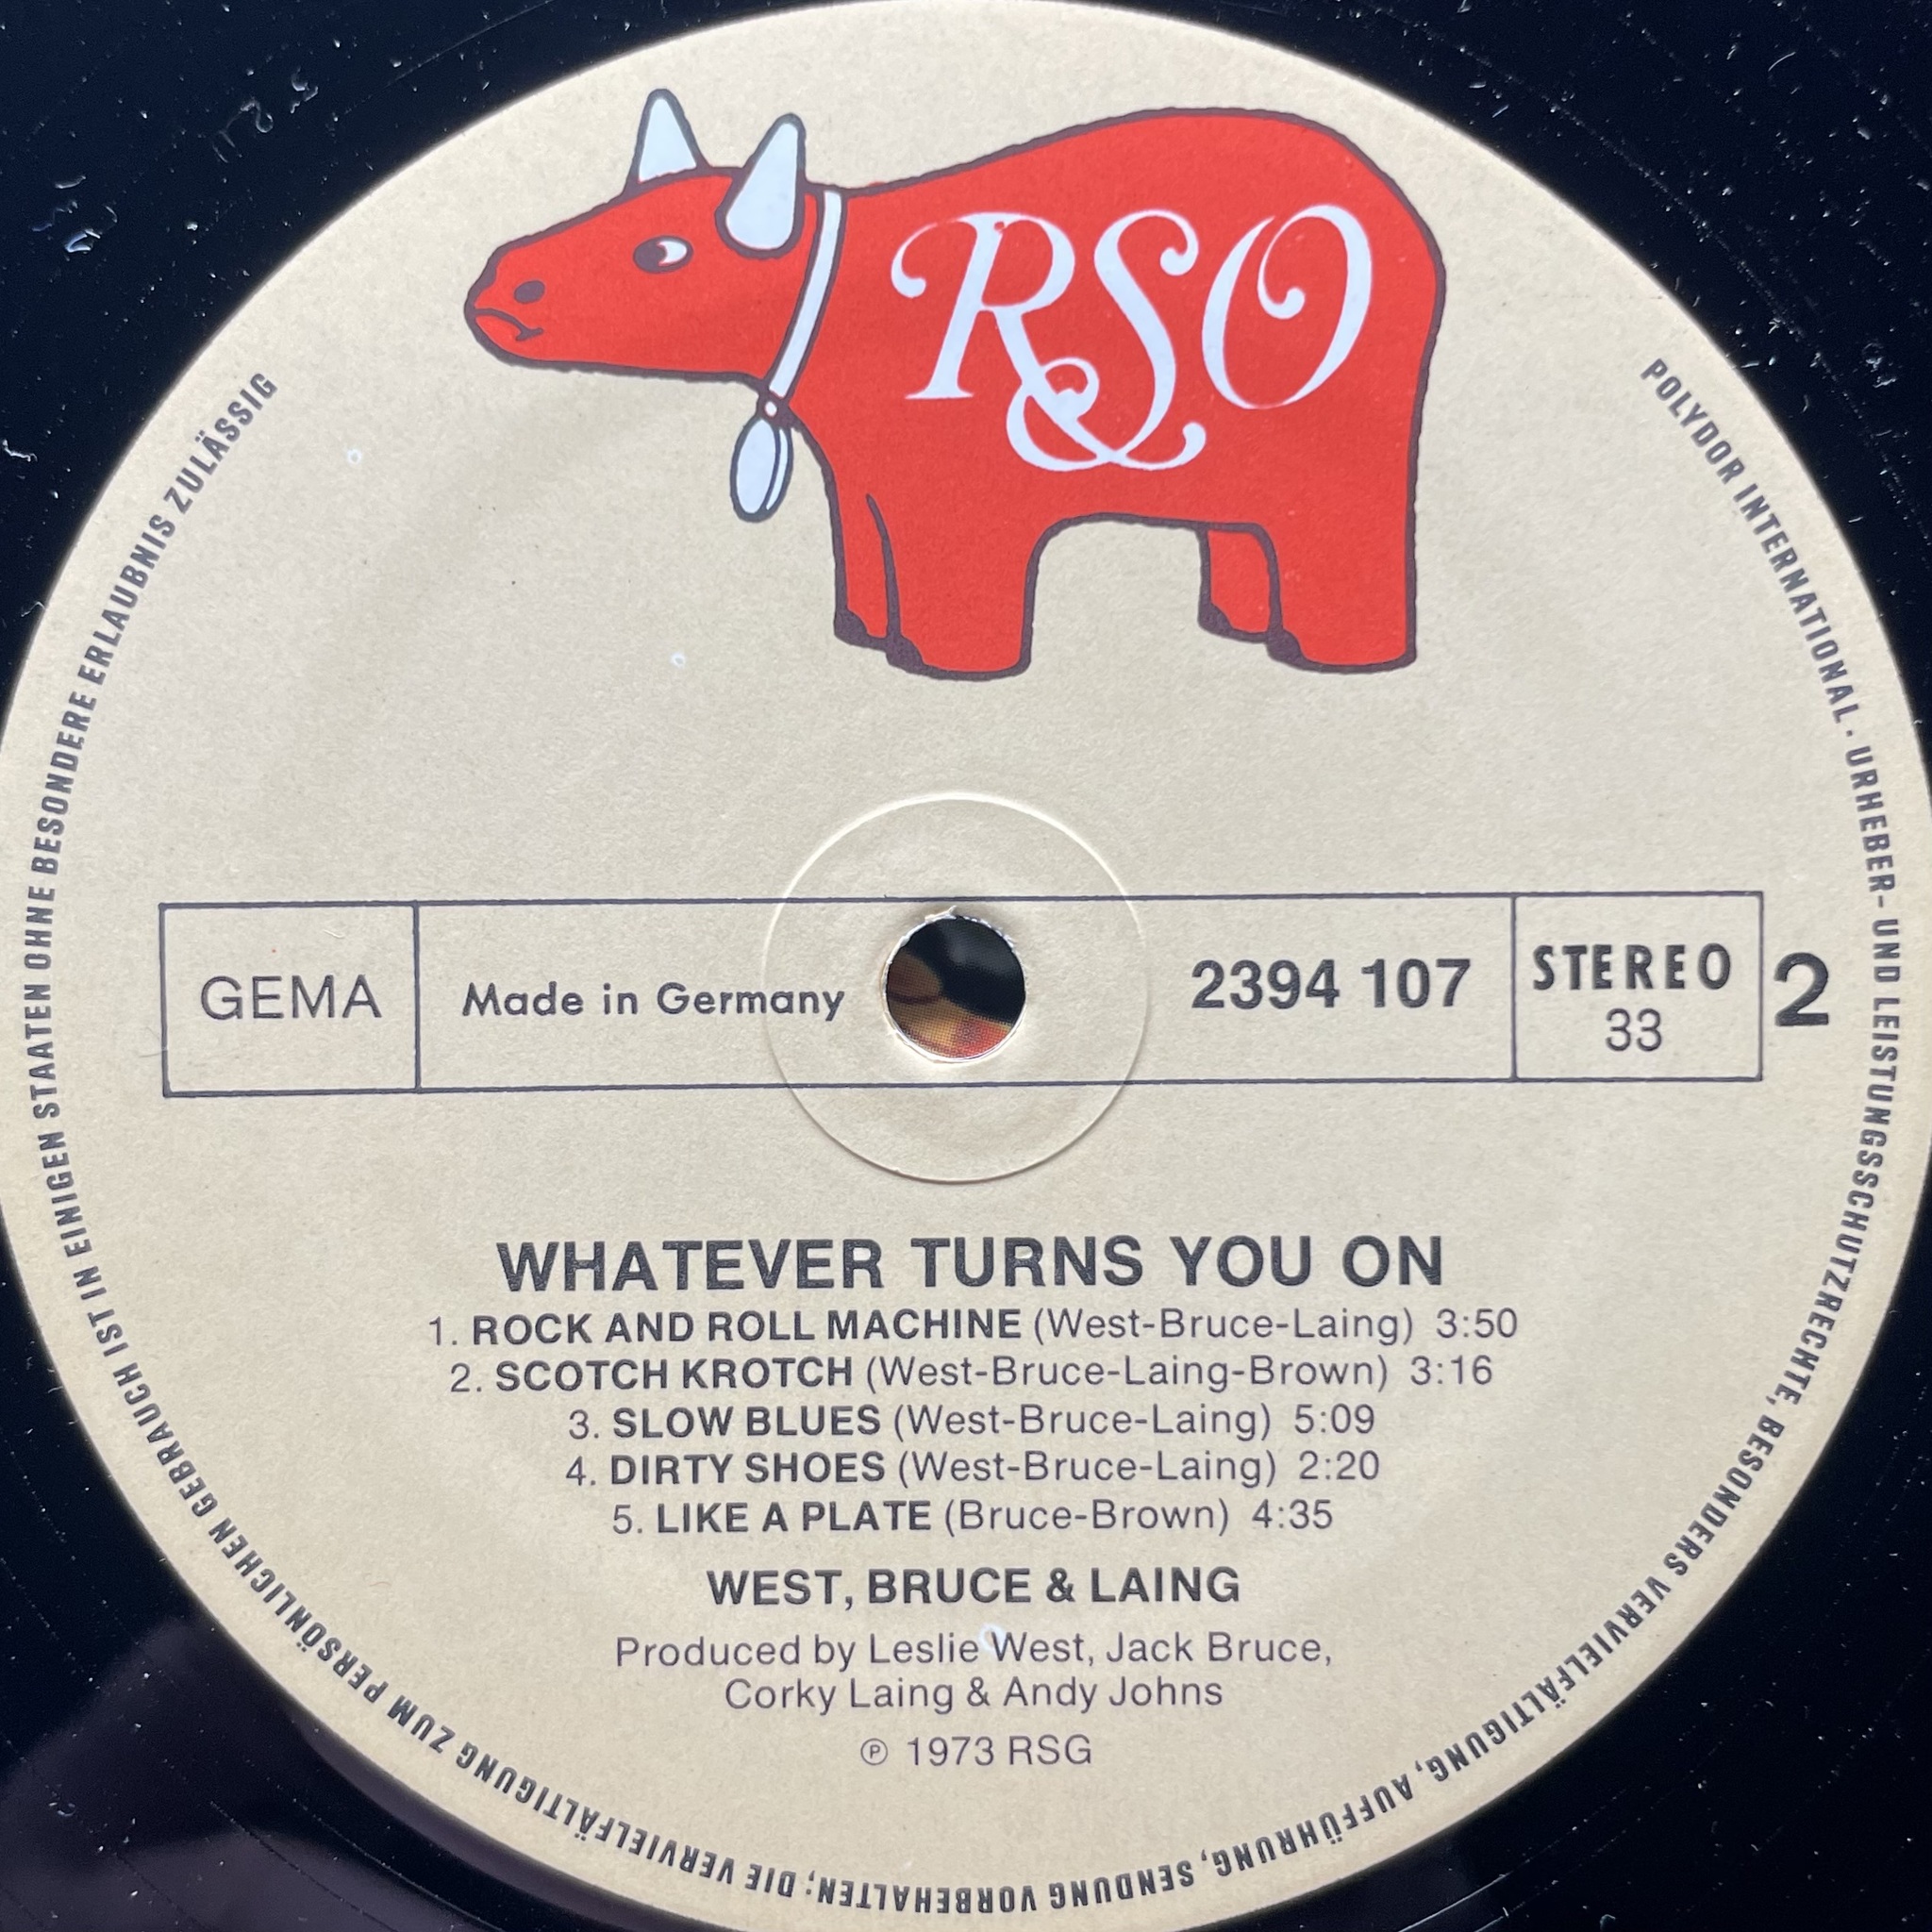 RSO
POLYDOR INTERNATIONAL · URHEBER- UND LEISTUNGSSCHUTZRECHTE, BESONDERS VERVIELFÄLTIGUNG, AUFFÜHRUNG, SENDUNG VORBEHALTEN; DIE VERVIELFÄLTIGUNG ZUM PERSÖNLICHEN GEBRAUCH IST IN EINIGEN STAATEN OHNE BESONDERE ERLAUBNIS ZULÄSSIG
GEMA Made in Germany 2394 107 STEREO 2
33
WHATEVER TURNS YOU ON
1. ROCK AND ROLL MACHINE (West-Bruce-Laing) 3:50
2. SCOTCH KROTCH (West-Bruce-Laing-Brown) 3:16
3. SLOW BLUES (West-Bruce-Laing) 5:09
4. DIRTY SHOES (West-Bruce-Laing) 2:20
5. LIKE A PLATE (Bruce-Brown) 4:35
WEST, BRUCE & LAING
Produced by Leslie West, Jack Bruce,
Corky Laing & Andy Johns
℗ 1973 RSG